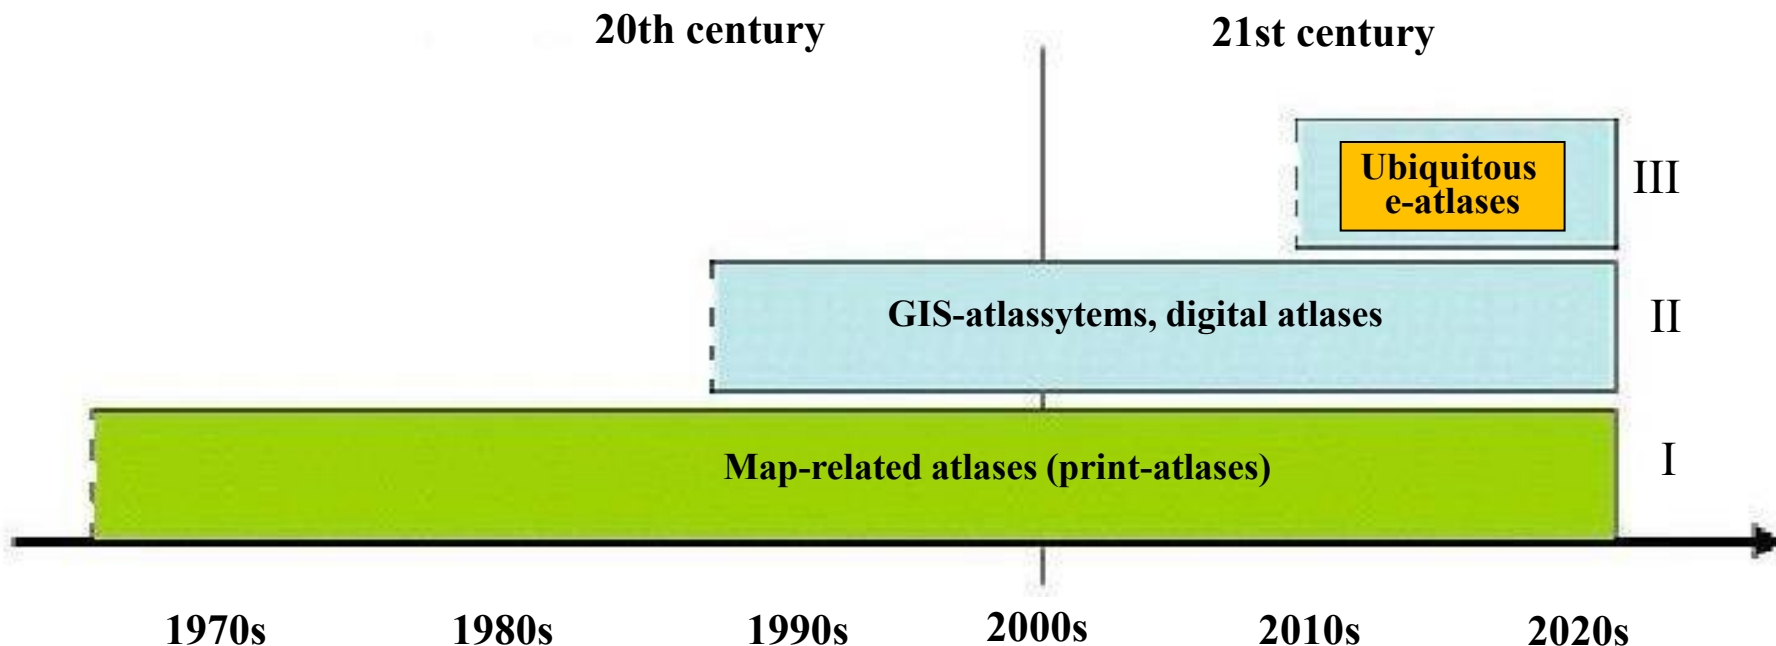 20th century
21st century
Ubiquitous
e-atlases
III
GIS-atlassytems, digital atlases
II
Map-related atlases (print-atlases)
I
1970s
1980s
1990s
2000s
2010s
2020s